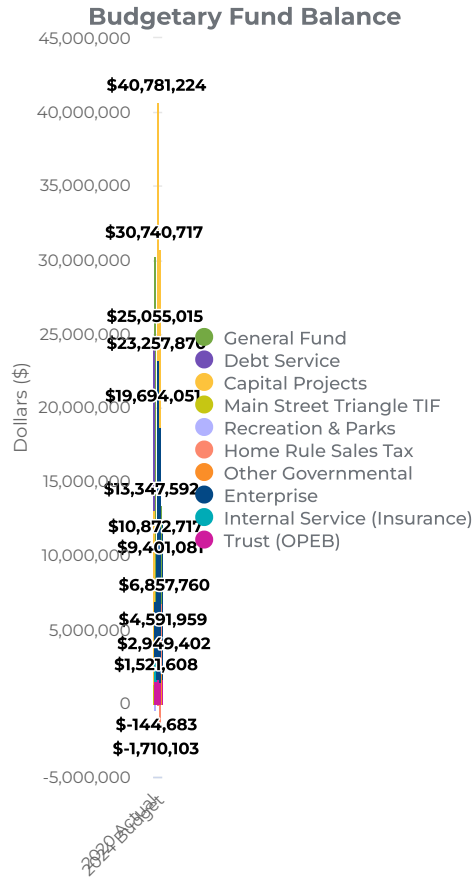 Budgetary Fund Balance
45,000,000
$40,781,224
40,000,000
35,000,000
$30,740,717
30,000,000
$25,055,015
25,000,000
$23,257,870
General Fund
Debt Service
Dollars ($)
Capital Projects
$19,694,051
20,000,000
Main Street Triangle TIF
Recreation & Parks
Home Rule Sales Tax
Other Governmental
15,000,000
$13,347,592
Enterprise
Internal Service (Insurance)
$10,872,717
Trust (OPEB)
$9,401,081
10,000,000
$6,857,760
$4,591,959
5,000,000
$2,949,402
$1,521,608
0
$-144,683
$-1,710,103
-5,000,000
2020 Actual
2024 Budget